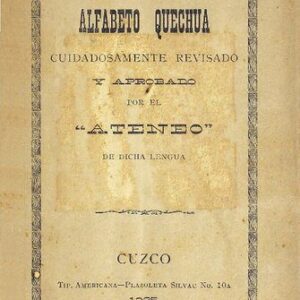 ALFABETO QUECHUA
CUIDADOSAMENTE REVISADO
Y APROBADO
POR EL
"ATENEO"
DE DICHA LENGUA
CUZCO
TIP. AMERICANA—PLAZOLETA SILVAC No. 10A